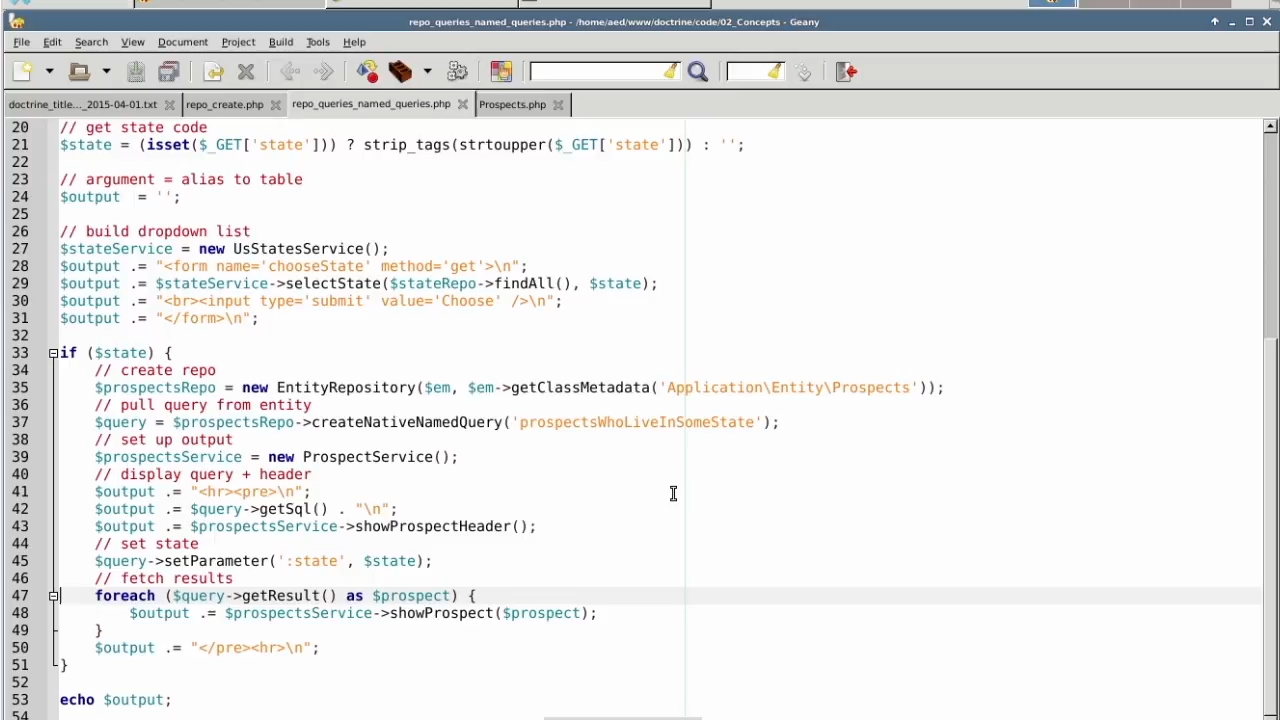 repo_queries_named_queries.php - /home/aed/www/doctrine/code/02_Concepts - Geany
File Edit Search View Document Project Build Tools Help
doctrine_title..._2015-04-01.txt repo_create.php repo_queries_named_queries.php Prospects.php
20 // get state code
21 $state = (isset($_GET['state'])) ? strip_tags(strtoupper($_GET['state'])) : '';
22
23 // argument = alias to table
24 $output  = '';
25
26 // build dropdown list
27 $stateService = new UsStatesService();
28 $output .= "<form name='chooseState' method='get'>\n";
29 $output .= $stateService->selectState($stateRepo->findAll(), $state);
30 $output .= "<br><input type='submit' value='Choose' />\n";
31 $output .= "</form>\n";
32
33 if ($state) {
34     // create repo
35     $prospectsRepo = new EntityRepository($em, $em->getClassMetadata('Application\Entity\Prospects'));
36     // pull query from entity
37     $query = $prospectsRepo->createNativeNamedQuery('prospectsWhoLiveInSomeState');
38     // set up output
39     $prospectsService = new ProspectService();
40     // display query + header
41     $output .= "<hr><pre>\n";
42     $output .= $query->getSql() . "\n";
43     $output .= $prospectsService->showProspectHeader();
44     // set state
45     $query->setParameter(':state', $state);
46     // fetch results
47     foreach ($query->getResult() as $prospect) {
48         $output .= $prospectsService->showProspect($prospect);
49     }
50     $output .= "</pre><hr>\n";
51 }
52
53 echo $output;
54